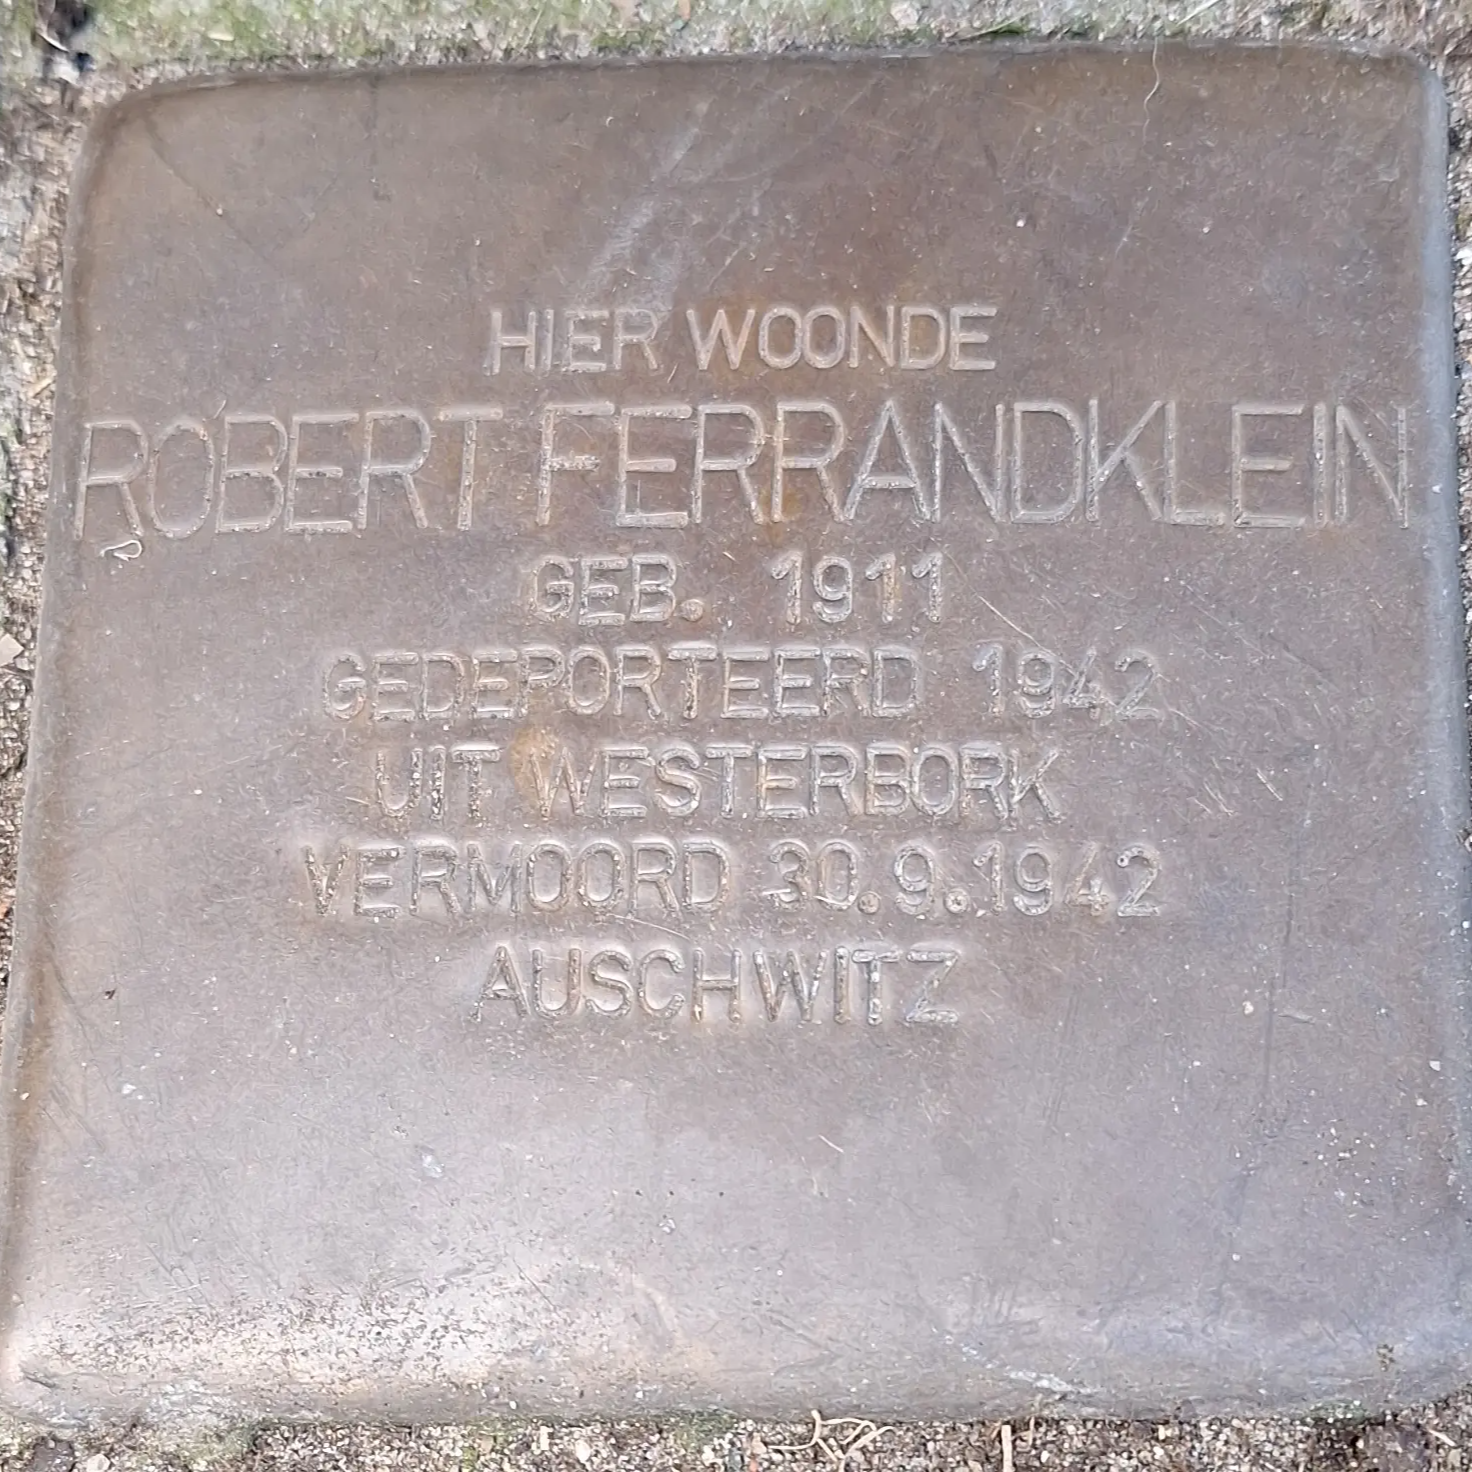 HIER WOONDE
ROBERT FERRANDKLEIN
GEB. 1911
GEDEPORTEERD 1942
UIT WESTERBORK
VERMOORD 30.9.1942
AUSCHWITZ